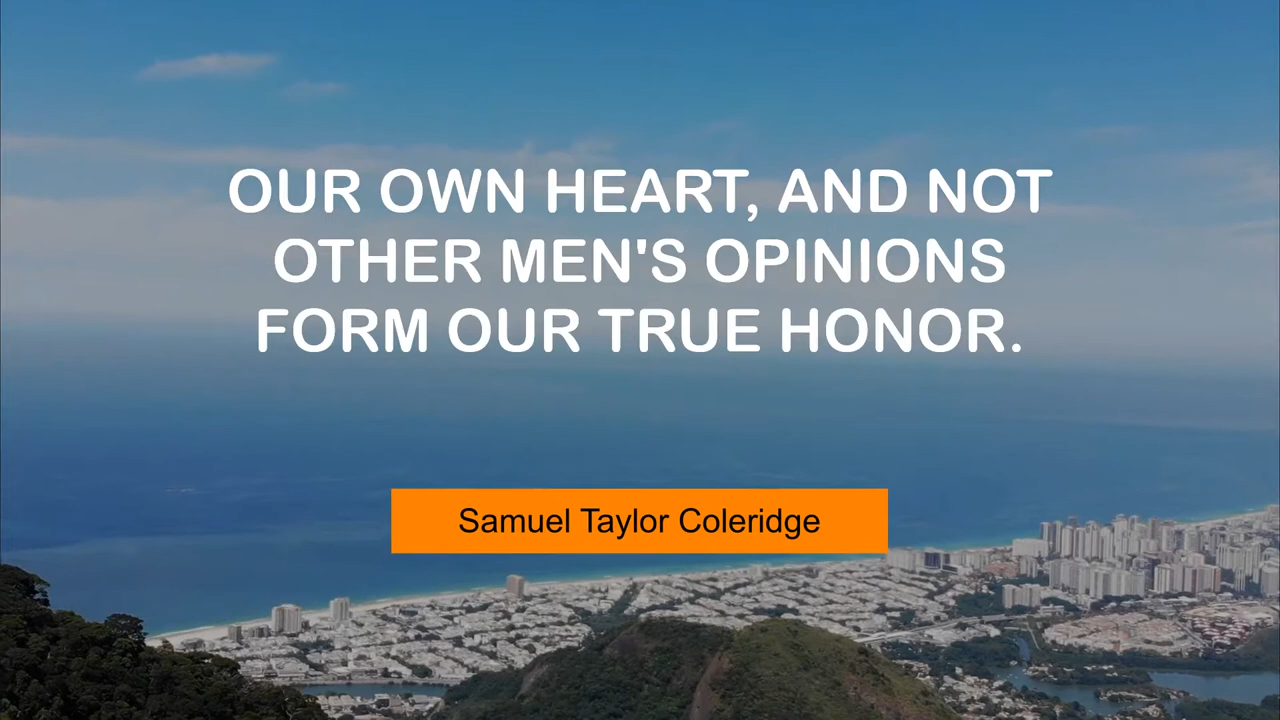 OUR OWN HEART, AND NOT
OTHER MEN'S OPINIONS
FORM OUR TRUE HONOR.
Samuel Taylor Coleridge